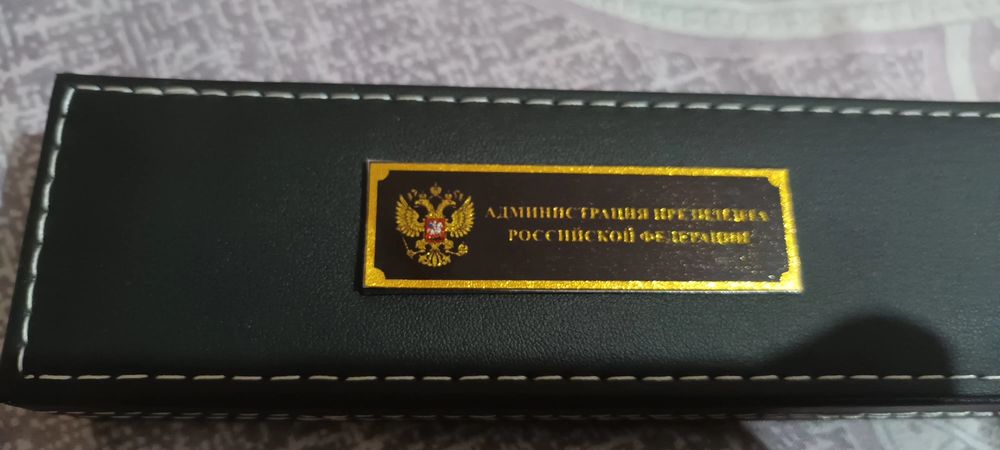 АДМИНИСТРАЦИЯ ПРЕЗИДЕНТА
РОССИЙСКОЙ ФЕДЕРАЦИИ